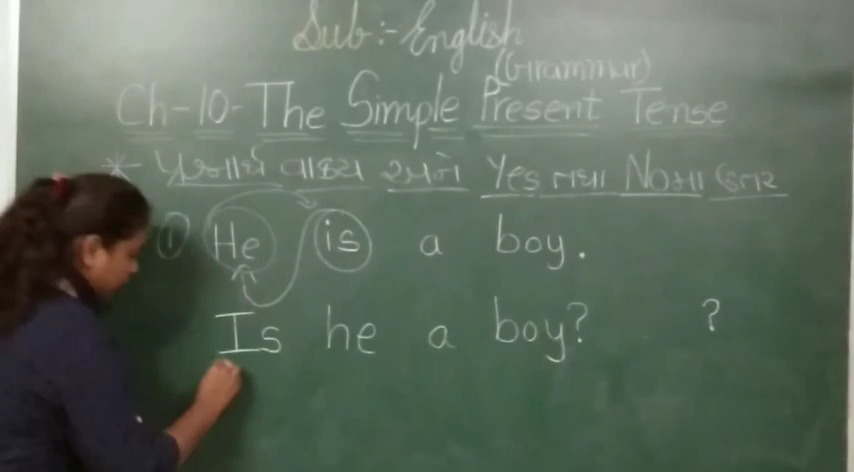 Sub:- English
(Grammar)
Ch-10- The Simple Present Tense
* પ્રશ્નાર્થ વાક્ય અને Yes તથા Noમાં ઉત્તર
① He is a boy.
Is he a boy? ?